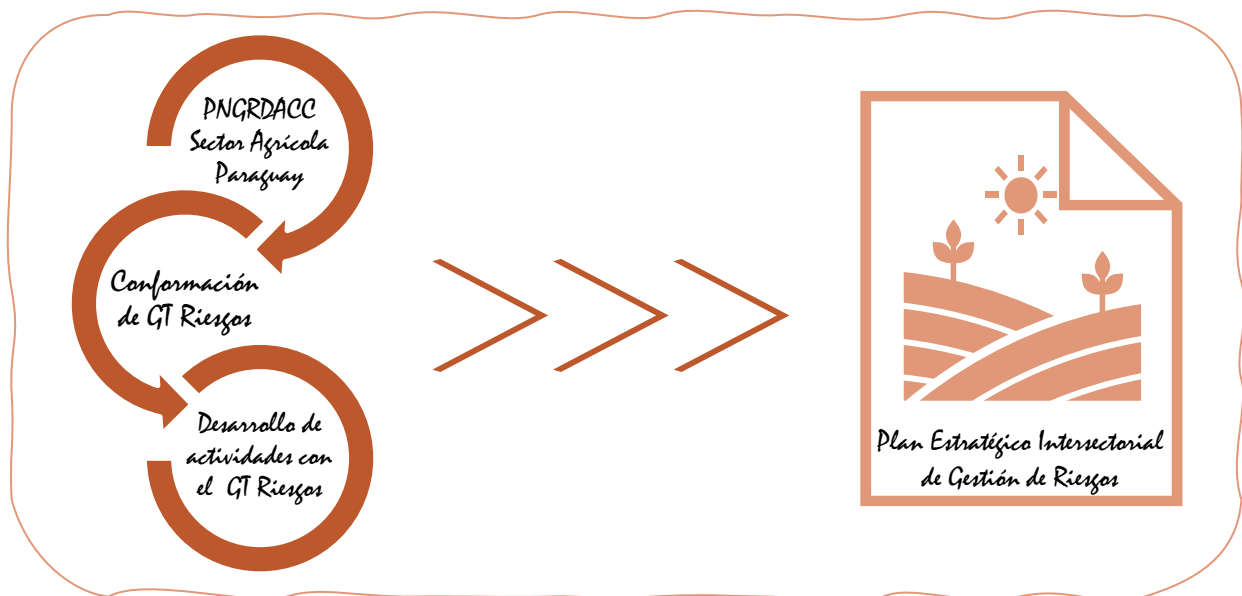 PNGRDACC
Sector Agrícola
Paraguay
Conformación
de GT Riesgos
Desarrollo de
actividades con
el GT Riesgos
Plan Estratégico Intersectorial
de Gestión de Riesgos